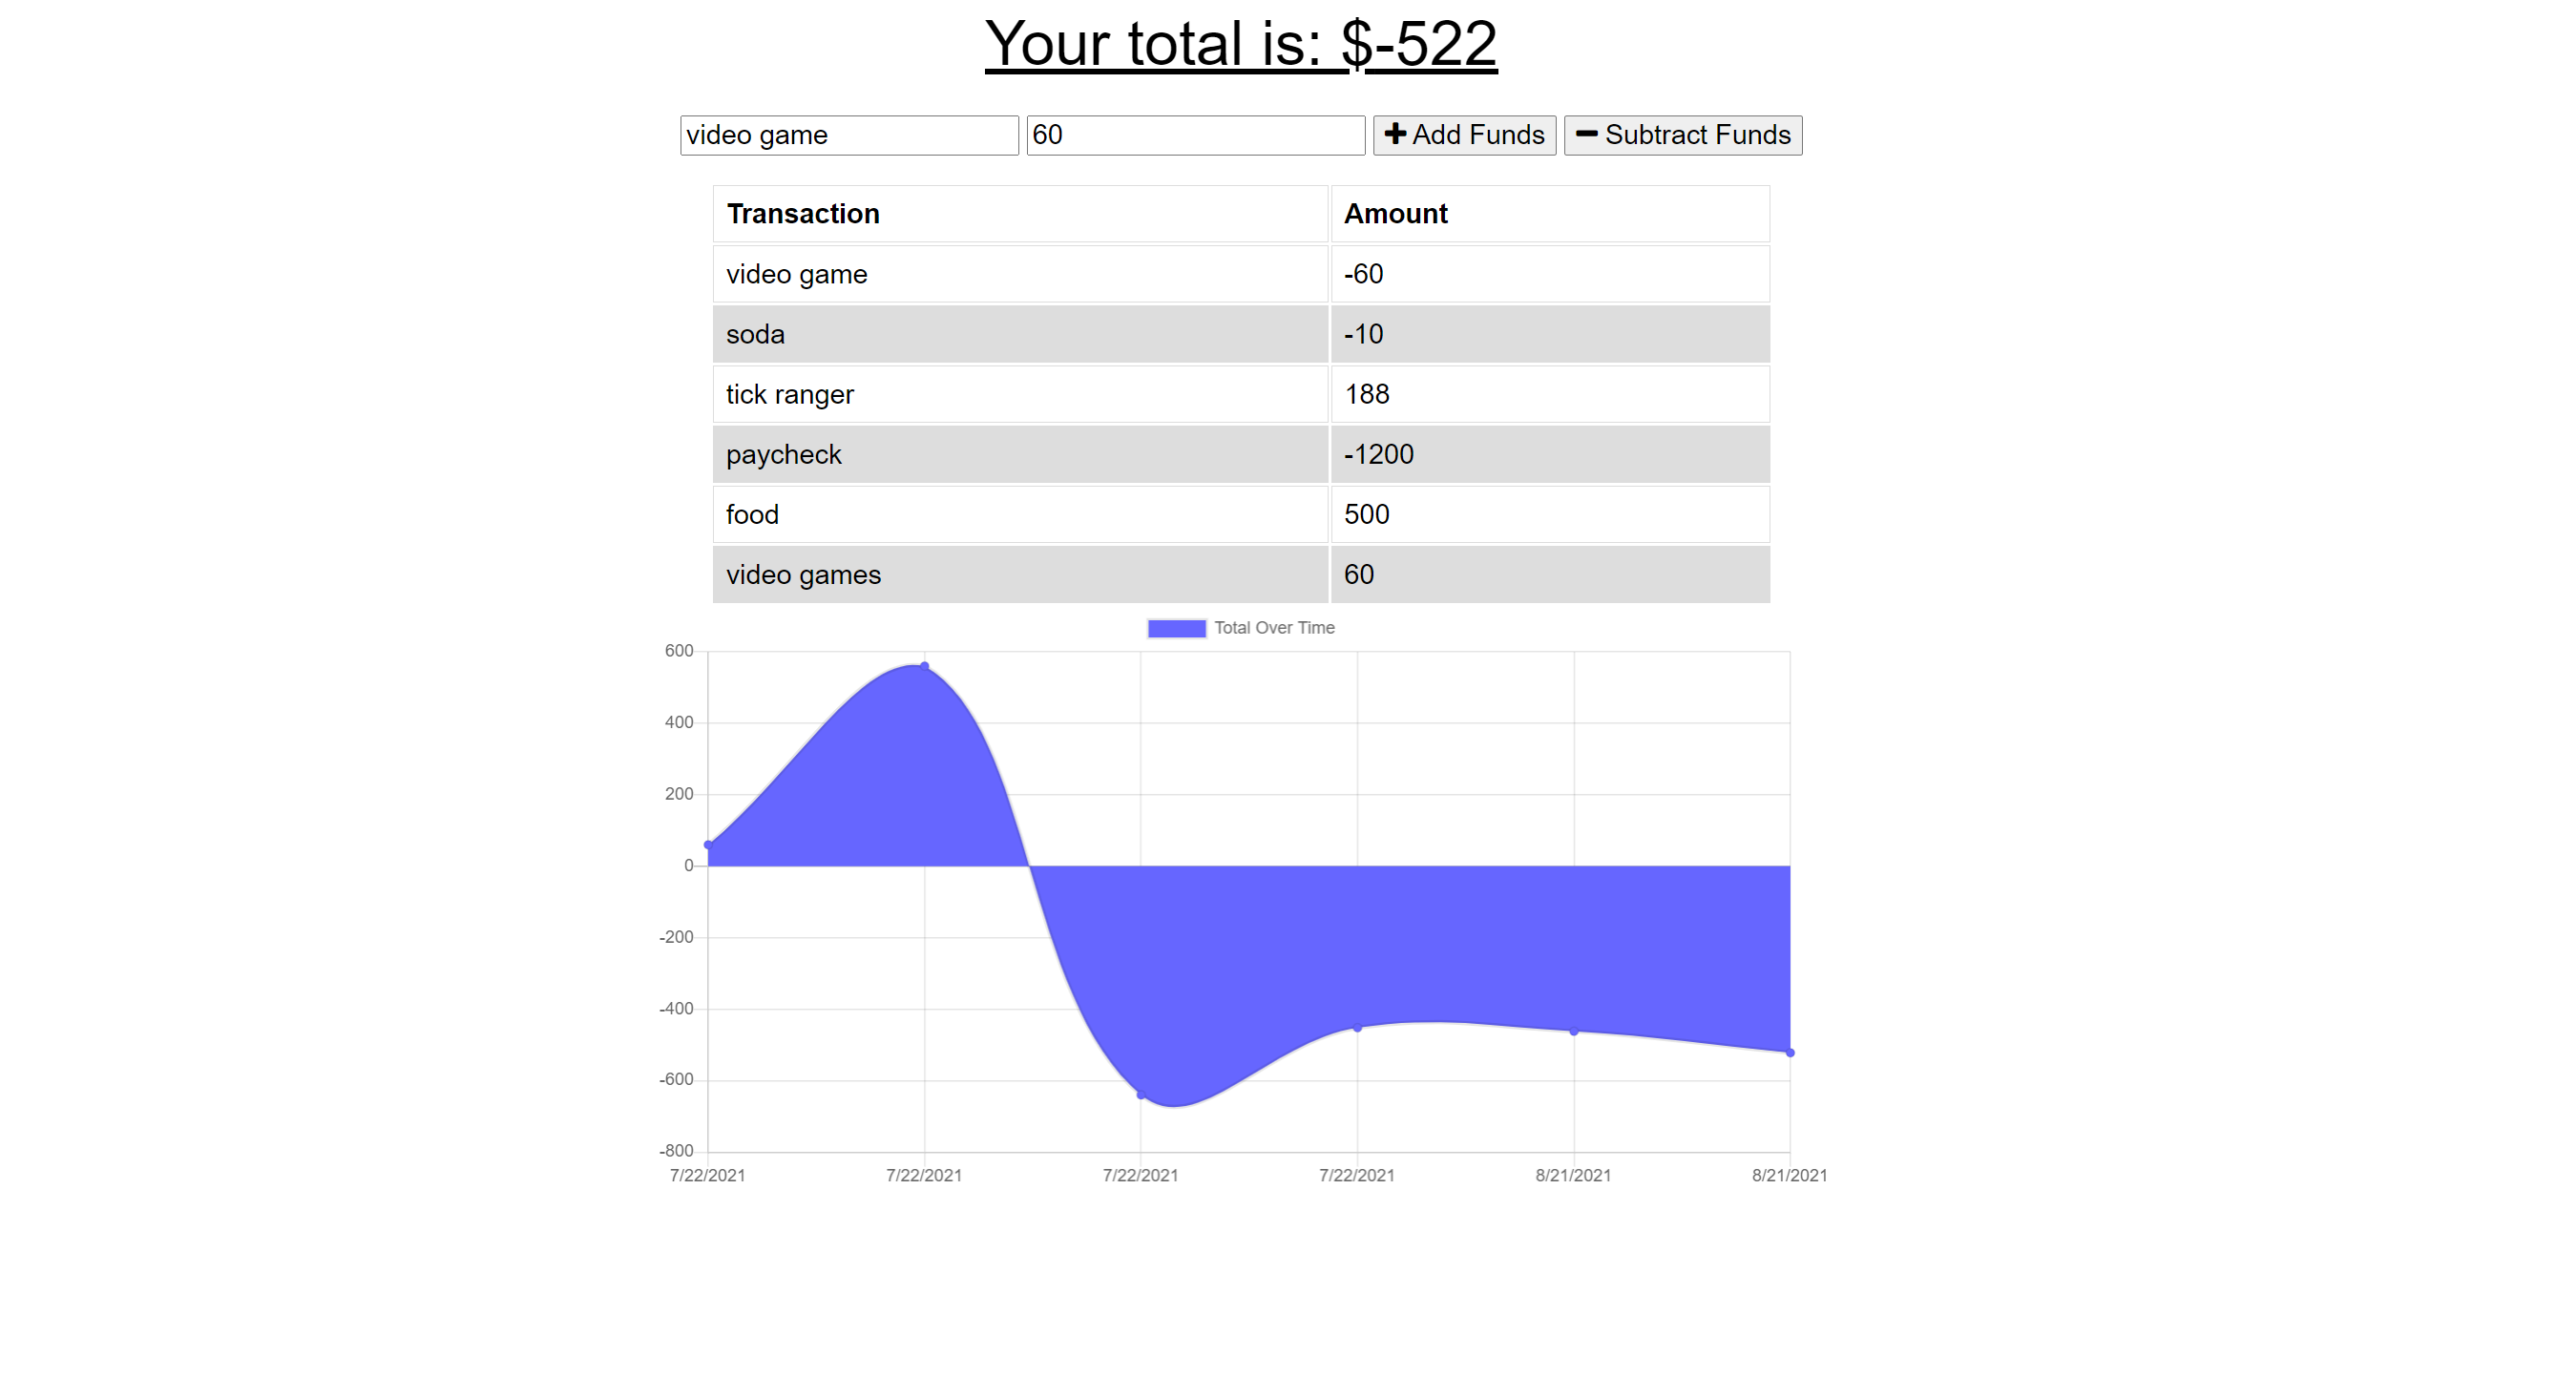 Your total is: $-522
video game 60 Add Funds Subtract Funds
Transaction Amount
video game -60
soda -10
tick ranger 188
paycheck -1200
food 500
video games 60
Total Over Time
600
400
200
0
-200
-400
-600
-800
7/22/2021 7/22/2021 7/22/2021 7/22/2021 8/21/2021 8/21/2021